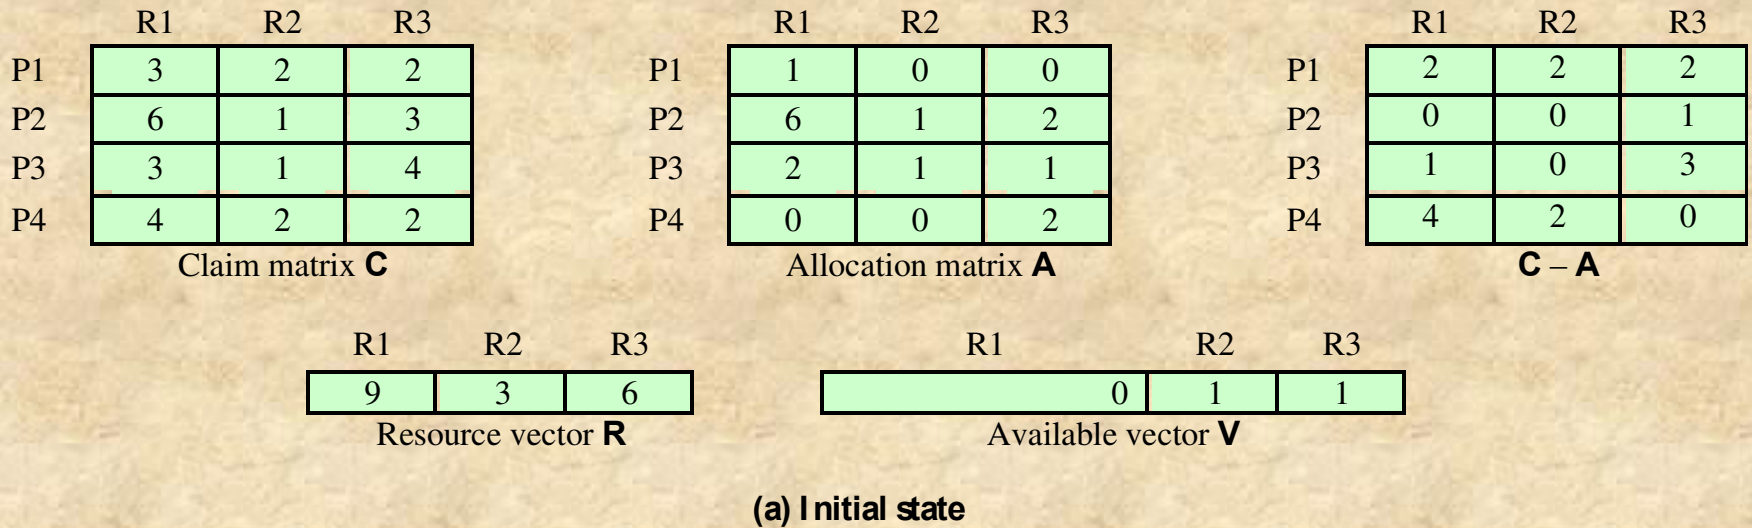 R1 R2 R3 R1 R2 R3 R1 R2 R3
P1 3 2 2 P1 1 0 0 P1 2 2 2
P2 6 1 3 P2 6 1 2 P2 0 0 1
P3 3 1 4 P3 2 1 1 P3 1 0 3
P4 4 2 2 P4 0 0 2 P4 4 2 0
Claim matrix C Allocation matrix A C – A
R1 R2 R3 R1 R2 R3
9 3 6 0 1 1
Resource vector R Available vector V
(a) Initial state